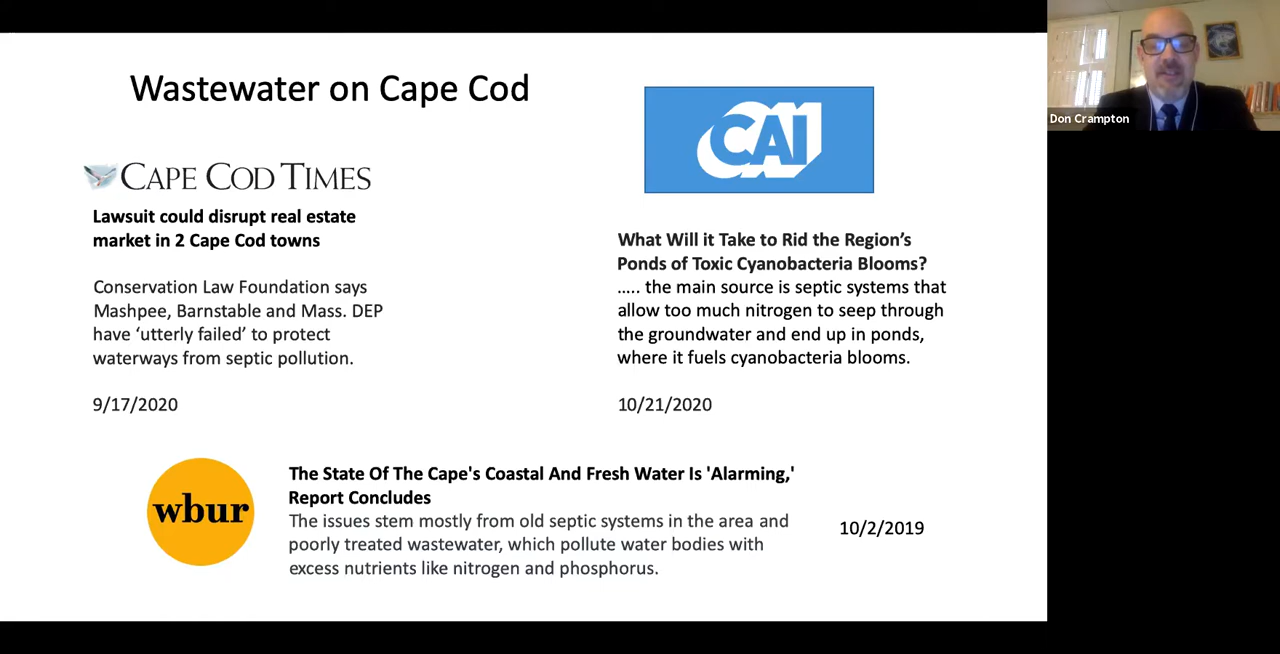 Wastewater on Cape Cod
CAPE COD TIMES
Lawsuit could disrupt real estate
market in 2 Cape Cod towns
Conservation Law Foundation says
Mashpee, Barnstable and Mass. DEP
have ‘utterly failed’ to protect
waterways from septic pollution.
9/17/2020
CAI
What Will it Take to Rid the Region’s
Ponds of Toxic Cyanobacteria Blooms?
….. the main source is septic systems that
allow too much nitrogen to seep through
the groundwater and end up in ponds,
where it fuels cyanobacteria blooms.
10/21/2020
wbur
The State Of The Cape's Coastal And Fresh Water Is 'Alarming,'
Report Concludes
The issues stem mostly from old septic systems in the area and
poorly treated wastewater, which pollute water bodies with
excess nutrients like nitrogen and phosphorus.
10/2/2019
Don Crampton